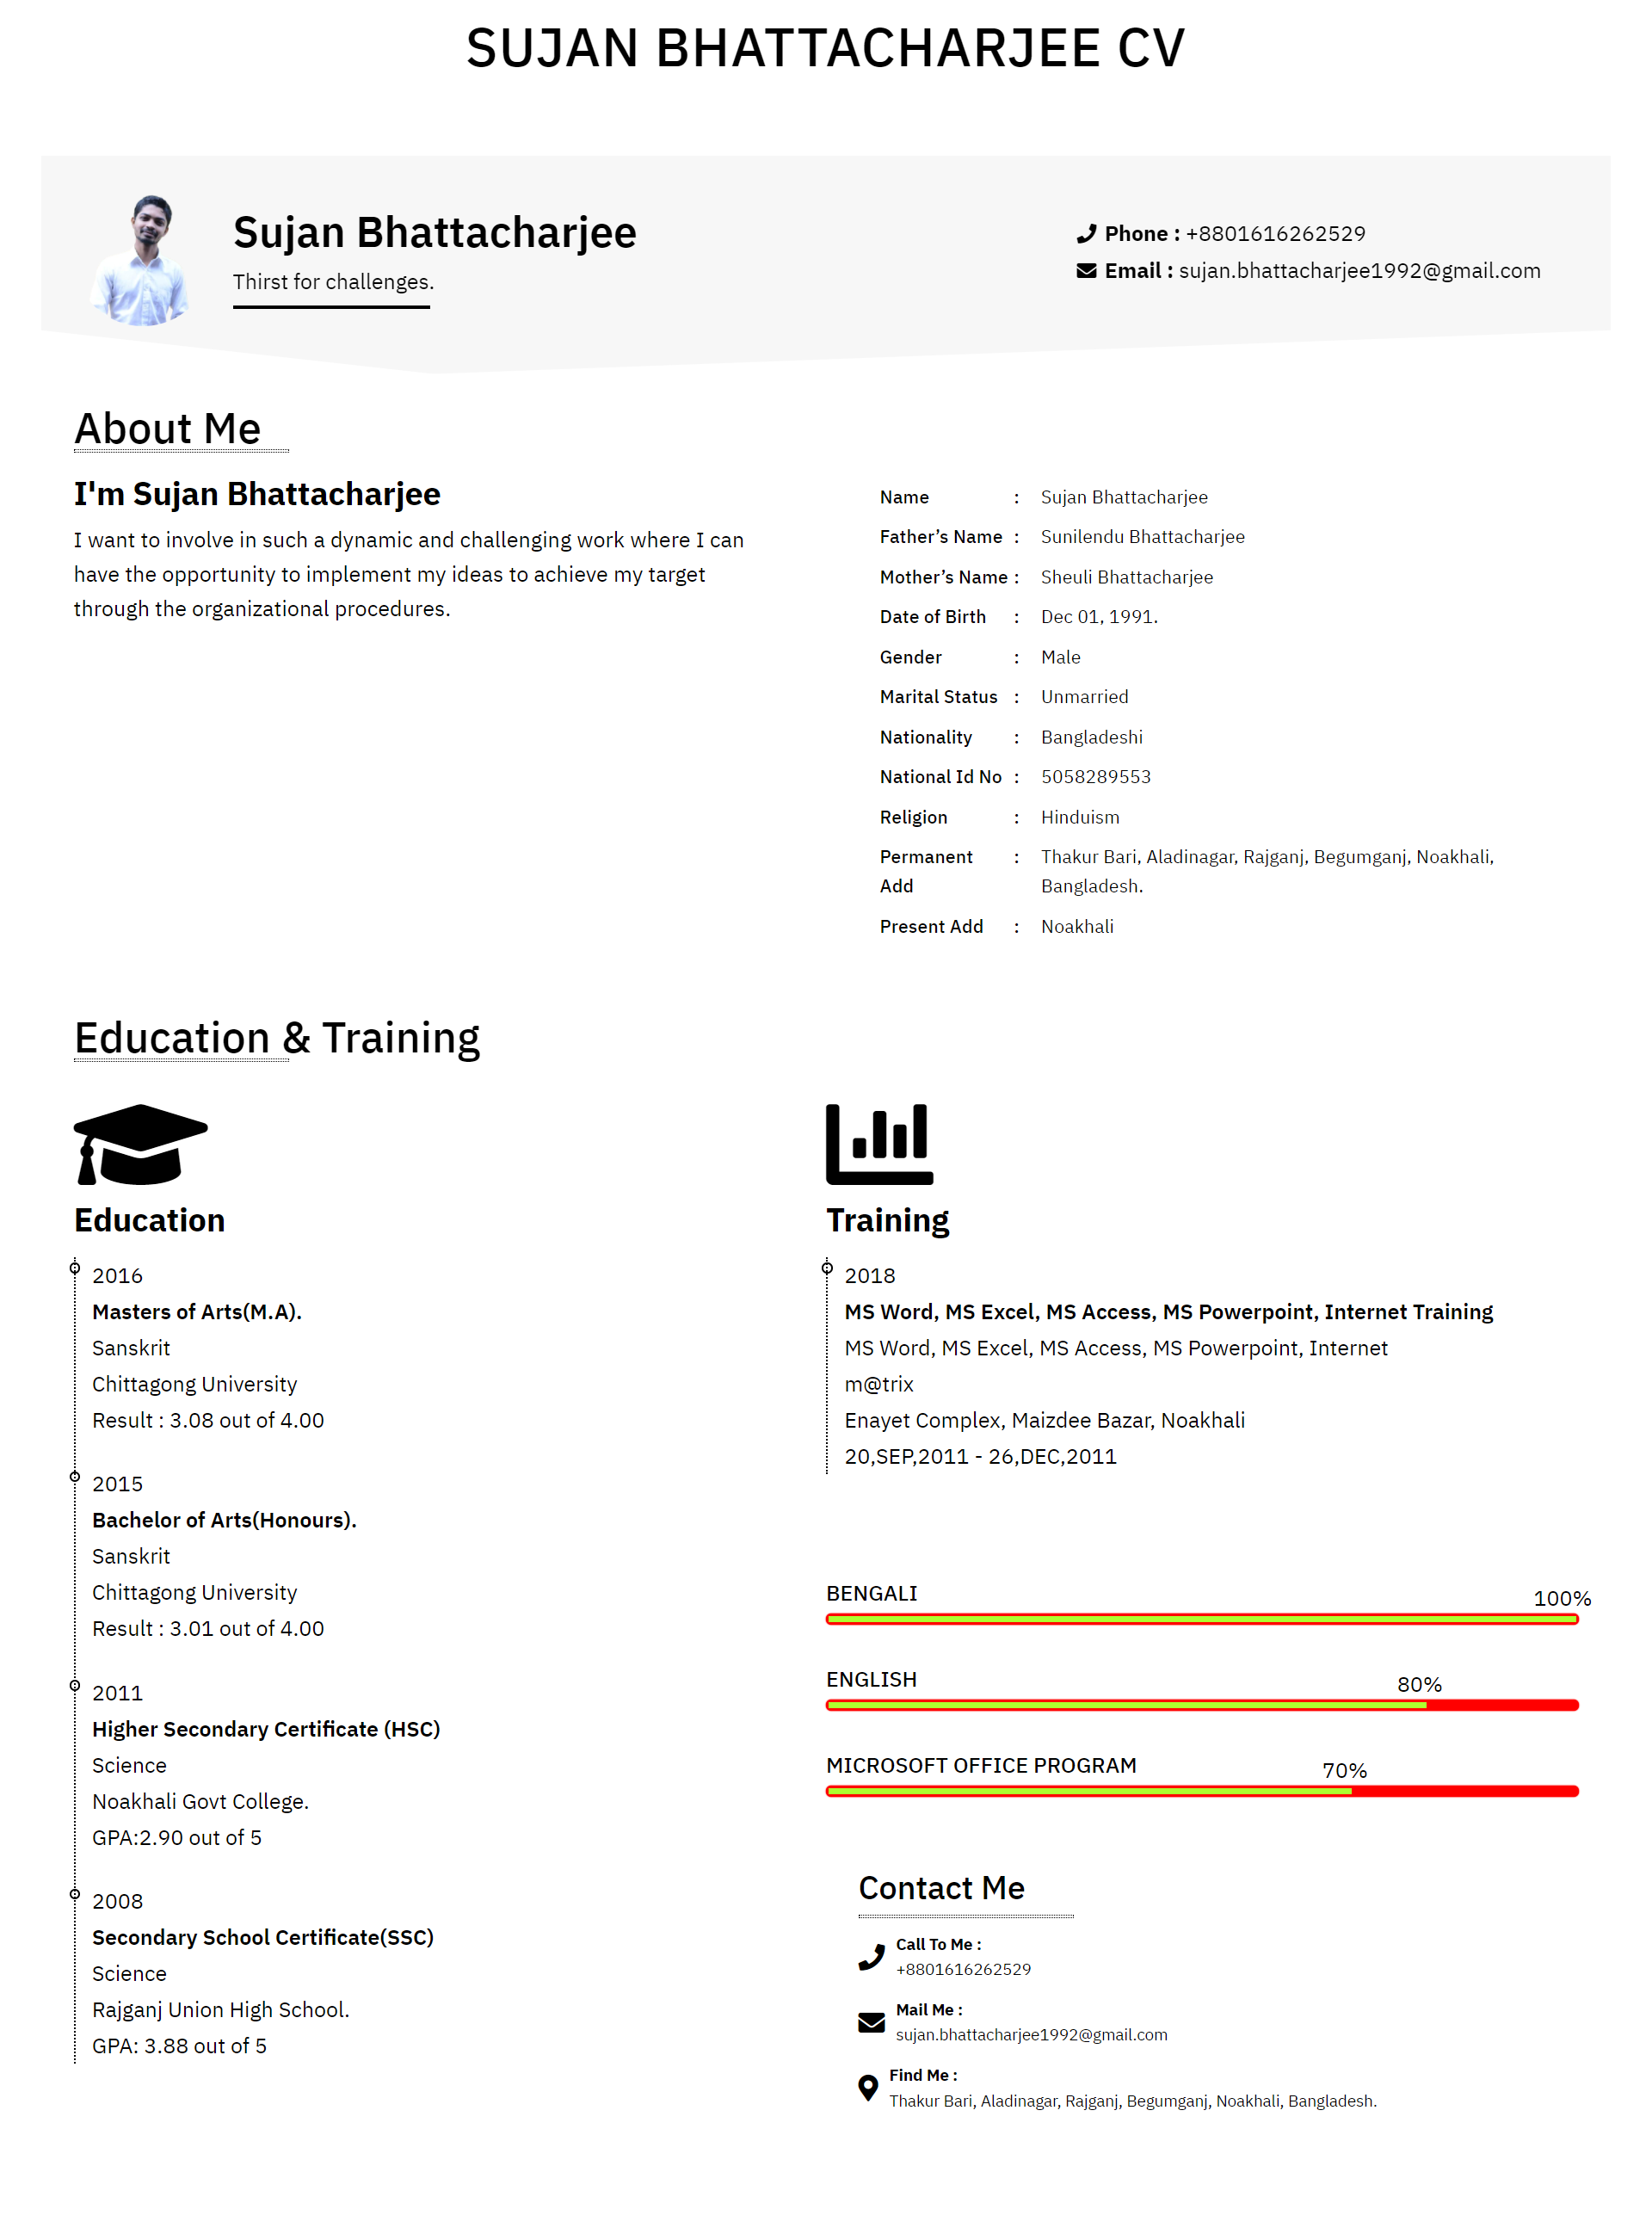 SUJAN BHATTACHARJEE CV
Sujan Bhattacharjee
Thirst for challenges.
Phone : +8801616262529
Email : sujan.bhattacharjee1992@gmail.com
About Me
I'm Sujan Bhattacharjee
I want to involve in such a dynamic and challenging work where I can
have the opportunity to implement my ideas to achieve my target
through the organizational procedures.
Name : Sujan Bhattacharjee
Father’s Name : Sunilendu Bhattacharjee
Mother’s Name : Sheuli Bhattacharjee
Date of Birth : Dec 01, 1991.
Gender : Male
Marital Status : Unmarried
Nationality : Bangladeshi
National Id No : 5058289553
Religion : Hinduism
Permanent : Thakur Bari, Aladinagar, Rajganj, Begumganj, Noakhali,
Add Bangladesh.
Present Add : Noakhali
Education & Training
Education
2016
Masters of Arts(M.A).
Sanskrit
Chittagong University
Result : 3.08 out of 4.00
2015
Bachelor of Arts(Honours).
Sanskrit
Chittagong University
Result : 3.01 out of 4.00
2011
Higher Secondary Certificate (HSC)
Science
Noakhali Govt College.
GPA:2.90 out of 5
2008
Secondary School Certificate(SSC)
Science
Rajganj Union High School.
GPA: 3.88 out of 5
Training
2018
MS Word, MS Excel, MS Access, MS Powerpoint, Internet Training
MS Word, MS Excel, MS Access, MS Powerpoint, Internet
m@trix
Enayet Complex, Maizdee Bazar, Noakhali
20,SEP,2011 - 26,DEC,2011
BENGALI 100%
ENGLISH 80%
MICROSOFT OFFICE PROGRAM 70%
Contact Me
Call To Me :
+8801616262529
Mail Me :
sujan.bhattacharjee1992@gmail.com
Find Me :
Thakur Bari, Aladinagar, Rajganj, Begumganj, Noakhali, Bangladesh.